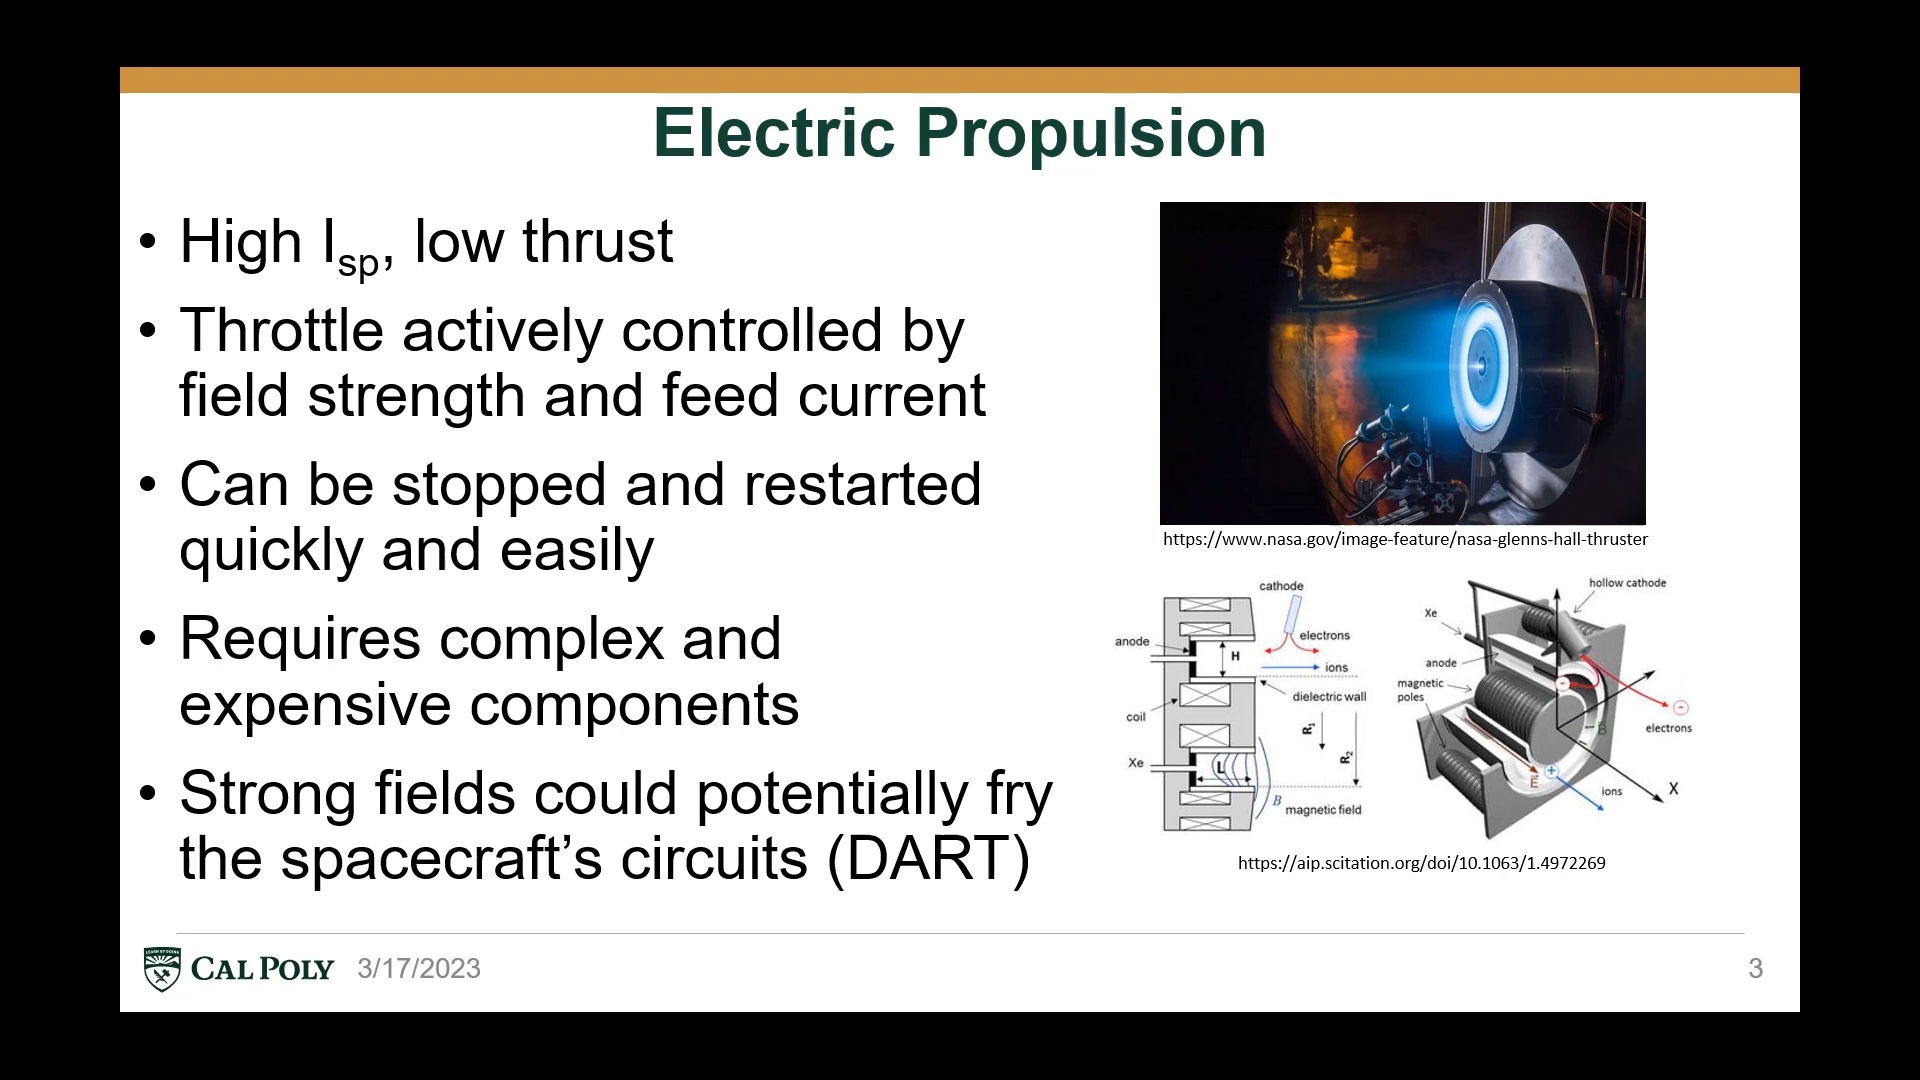 Electric Propulsion
• High Isp, low thrust
• Throttle actively controlled by
field strength and feed current
• Can be stopped and restarted
quickly and easily
• Requires complex and
expensive components
• Strong fields could potentially fry
the spacecraft’s circuits (DART)
https://www.nasa.gov/image-feature/nasa-glenns-hall-thruster
cathode
electrons
anode
H
ions
dielectric wall
coil
R1
R2
Xe
L
B
magnetic field
hollow cathode
Xe
anode
magnetic
poles
-
-
electrons
B
+
E
ions
X
https://aip.scitation.org/doi/10.1063/1.4972269
CAL POLY
3/17/2023
3